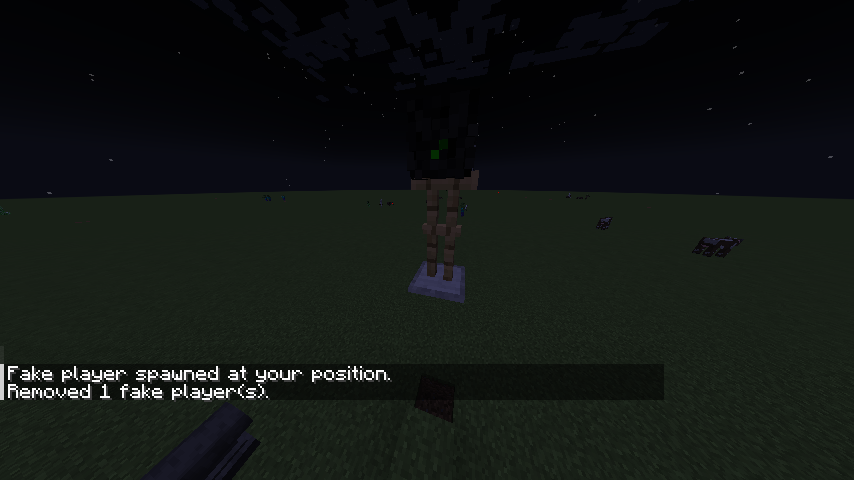 Fake player spawned at your position.
Removed 1 fake player(s).